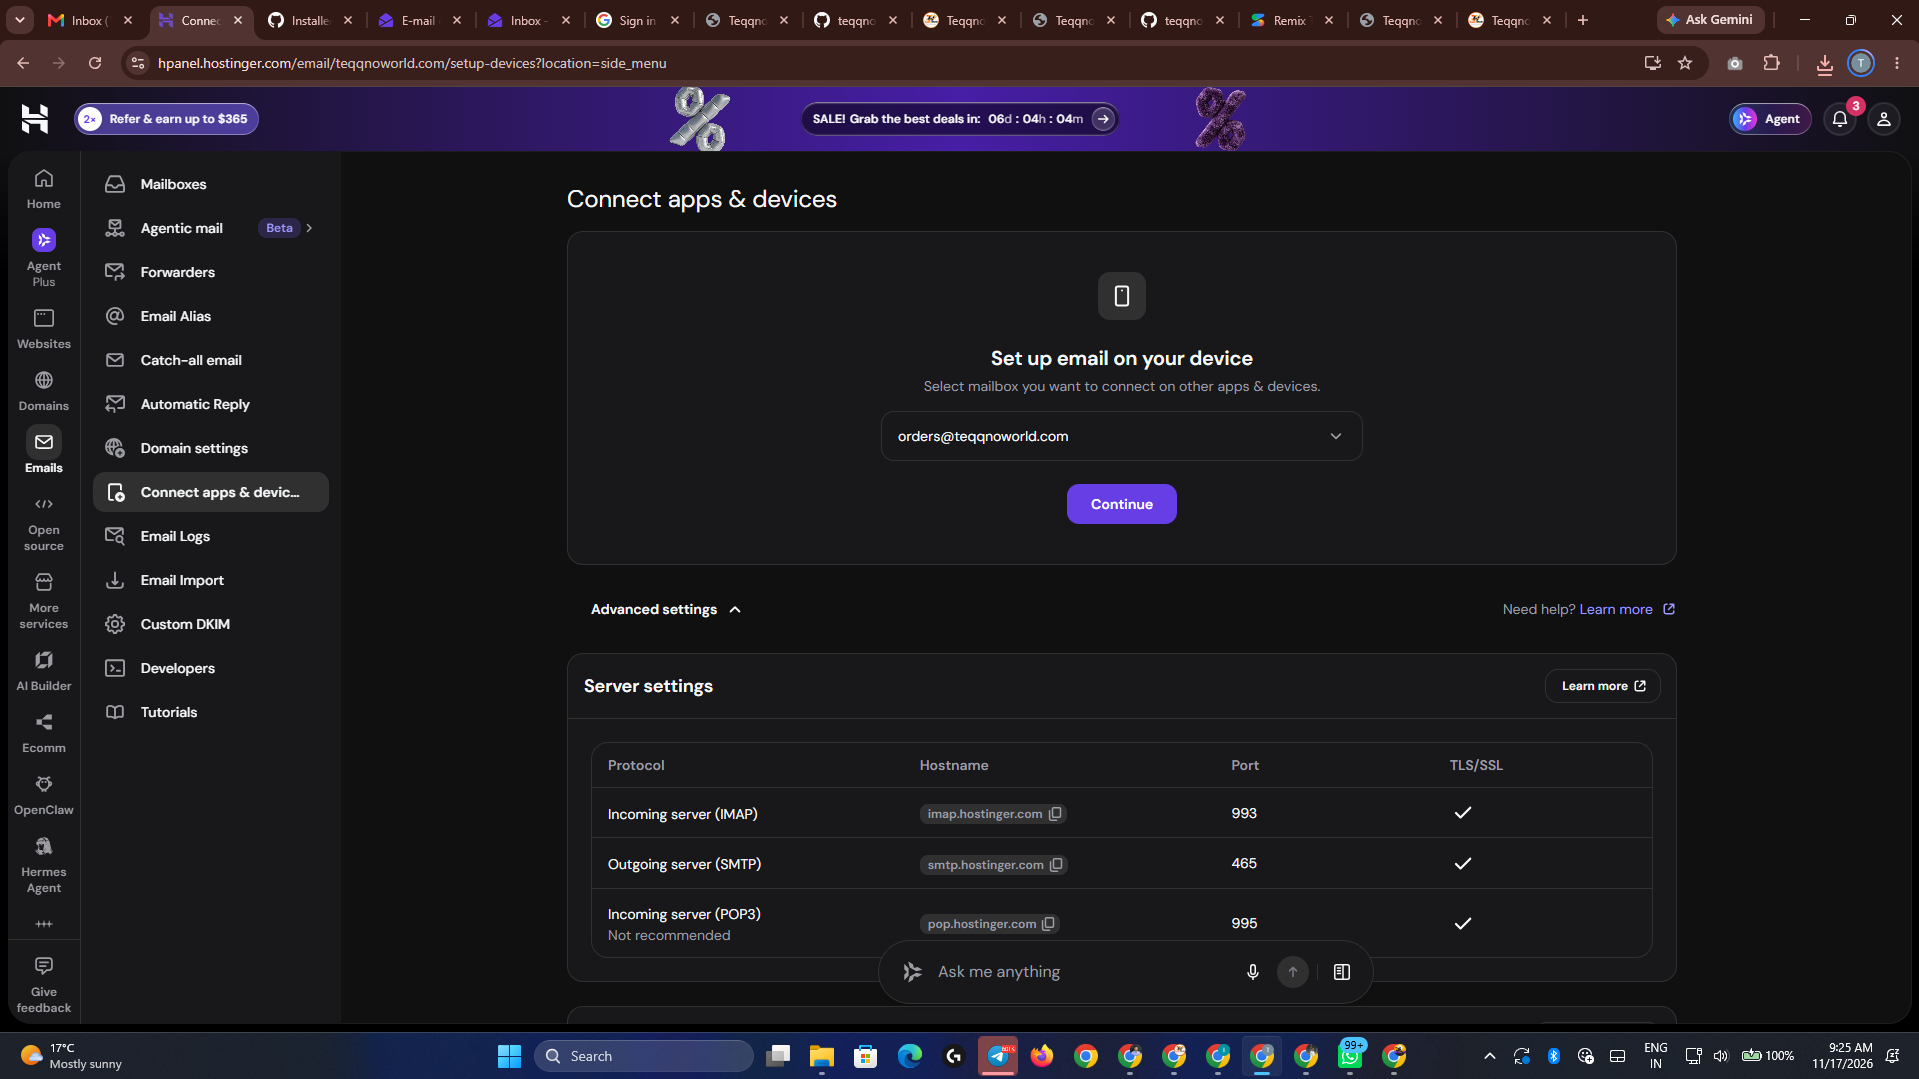 Inbox (
Connec
Installe
E-mail
Inbox -
Sign in
Teqqno
teqqno
Teqqno
Teqqno
teqqno
Remix
Teqqno
Teqqno
Ask Gemini
hpanel.hostinger.com/email/teqqnoworld.com/setup-devices?location=side_menu
T
2× Refer & earn up to $365
SALE! Grab the best deals in: 06d : 04h : 04m
Agent
3
Home
Agent
Plus
Websites
Domains
Emails
Open
source
More
services
AI Builder
Ecomm
OpenClaw
Hermes
Agent
Give
feedback
Mailboxes
Agentic mail Beta
Forwarders
Email Alias
Catch-all email
Automatic Reply
Domain settings
Connect apps & devic...
Email Logs
Email Import
Custom DKIM
Developers
Tutorials
Connect apps & devices
Set up email on your device
Select mailbox you want to connect on other apps & devices.
orders@teqqnoworld.com
Continue
Advanced settings
Need help? Learn more
Server settings
Learn more
Protocol Hostname Port TLS/SSL
Incoming server (IMAP) imap.hostinger.com 993
Outgoing server (SMTP) smtp.hostinger.com 465
Incoming server (POP3) pop.hostinger.com 995
Not recommended
Ask me anything
17°C
Mostly sunny
Search
99+
ENG
IN
100%
9:25 AM
11/17/2026